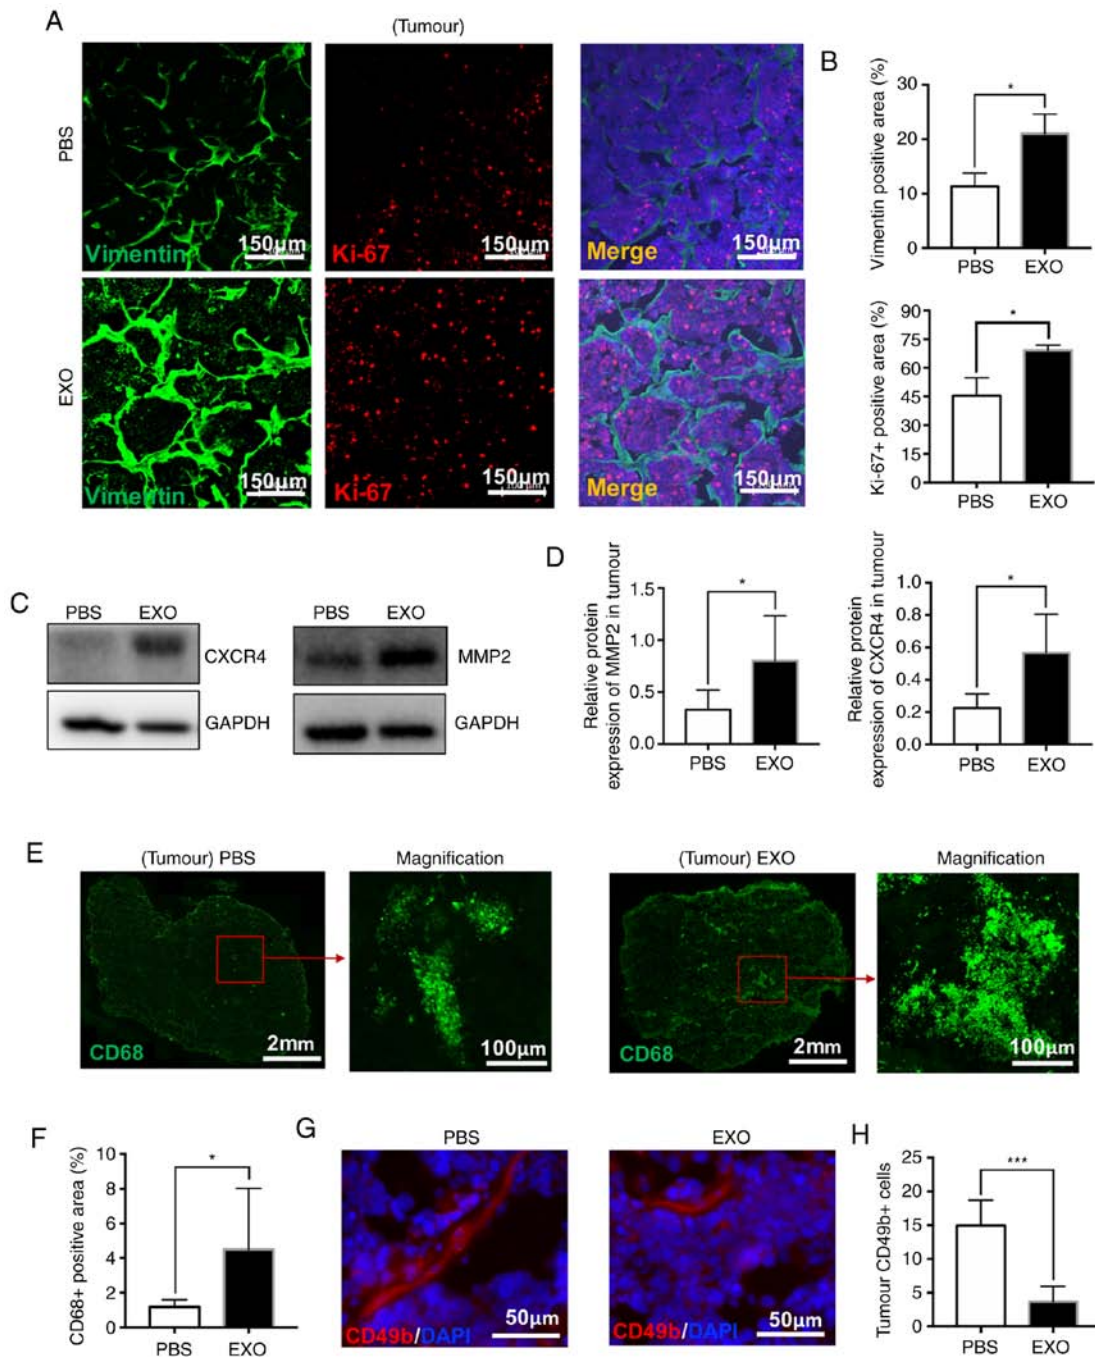 A
(Tumour)
PBS
Vimentin
150µm
Ki-67
150µm
Merge
150µm
EXO
Vimentin
150µm
Ki-67
150µm
Merge
150µm
B
Vimentin positive area (%)
30
20
10
0
*
PBS EXO
Ki-67+ positive area (%)
90
75
60
45
30
15
0
*
PBS EXO
C
PBS EXO
CXCR4
GAPDH
PBS EXO
MMP2
GAPDH
D
Relative protein
expression of MMP2 in tumour
1.5
1.0
0.5
0.0
*
PBS EXO
Relative protein
expression of CXCR4 in tumour
1.0
0.8
0.6
0.4
0.2
0.0
*
PBS EXO
E
(Tumour) PBS
CD68
2mm
Magnification
100µm
(Tumour) EXO
CD68
2mm
Magnification
100µm
F
CD68+ positive area (%)
10
8
6
4
2
0
*
PBS EXO
G
PBS
CD49b/DAPI
50µm
EXO
CD49b/DAPI
50µm
H
Tumour CD49b+ cells
25
20
15
10
5
0
***
PBS EXO